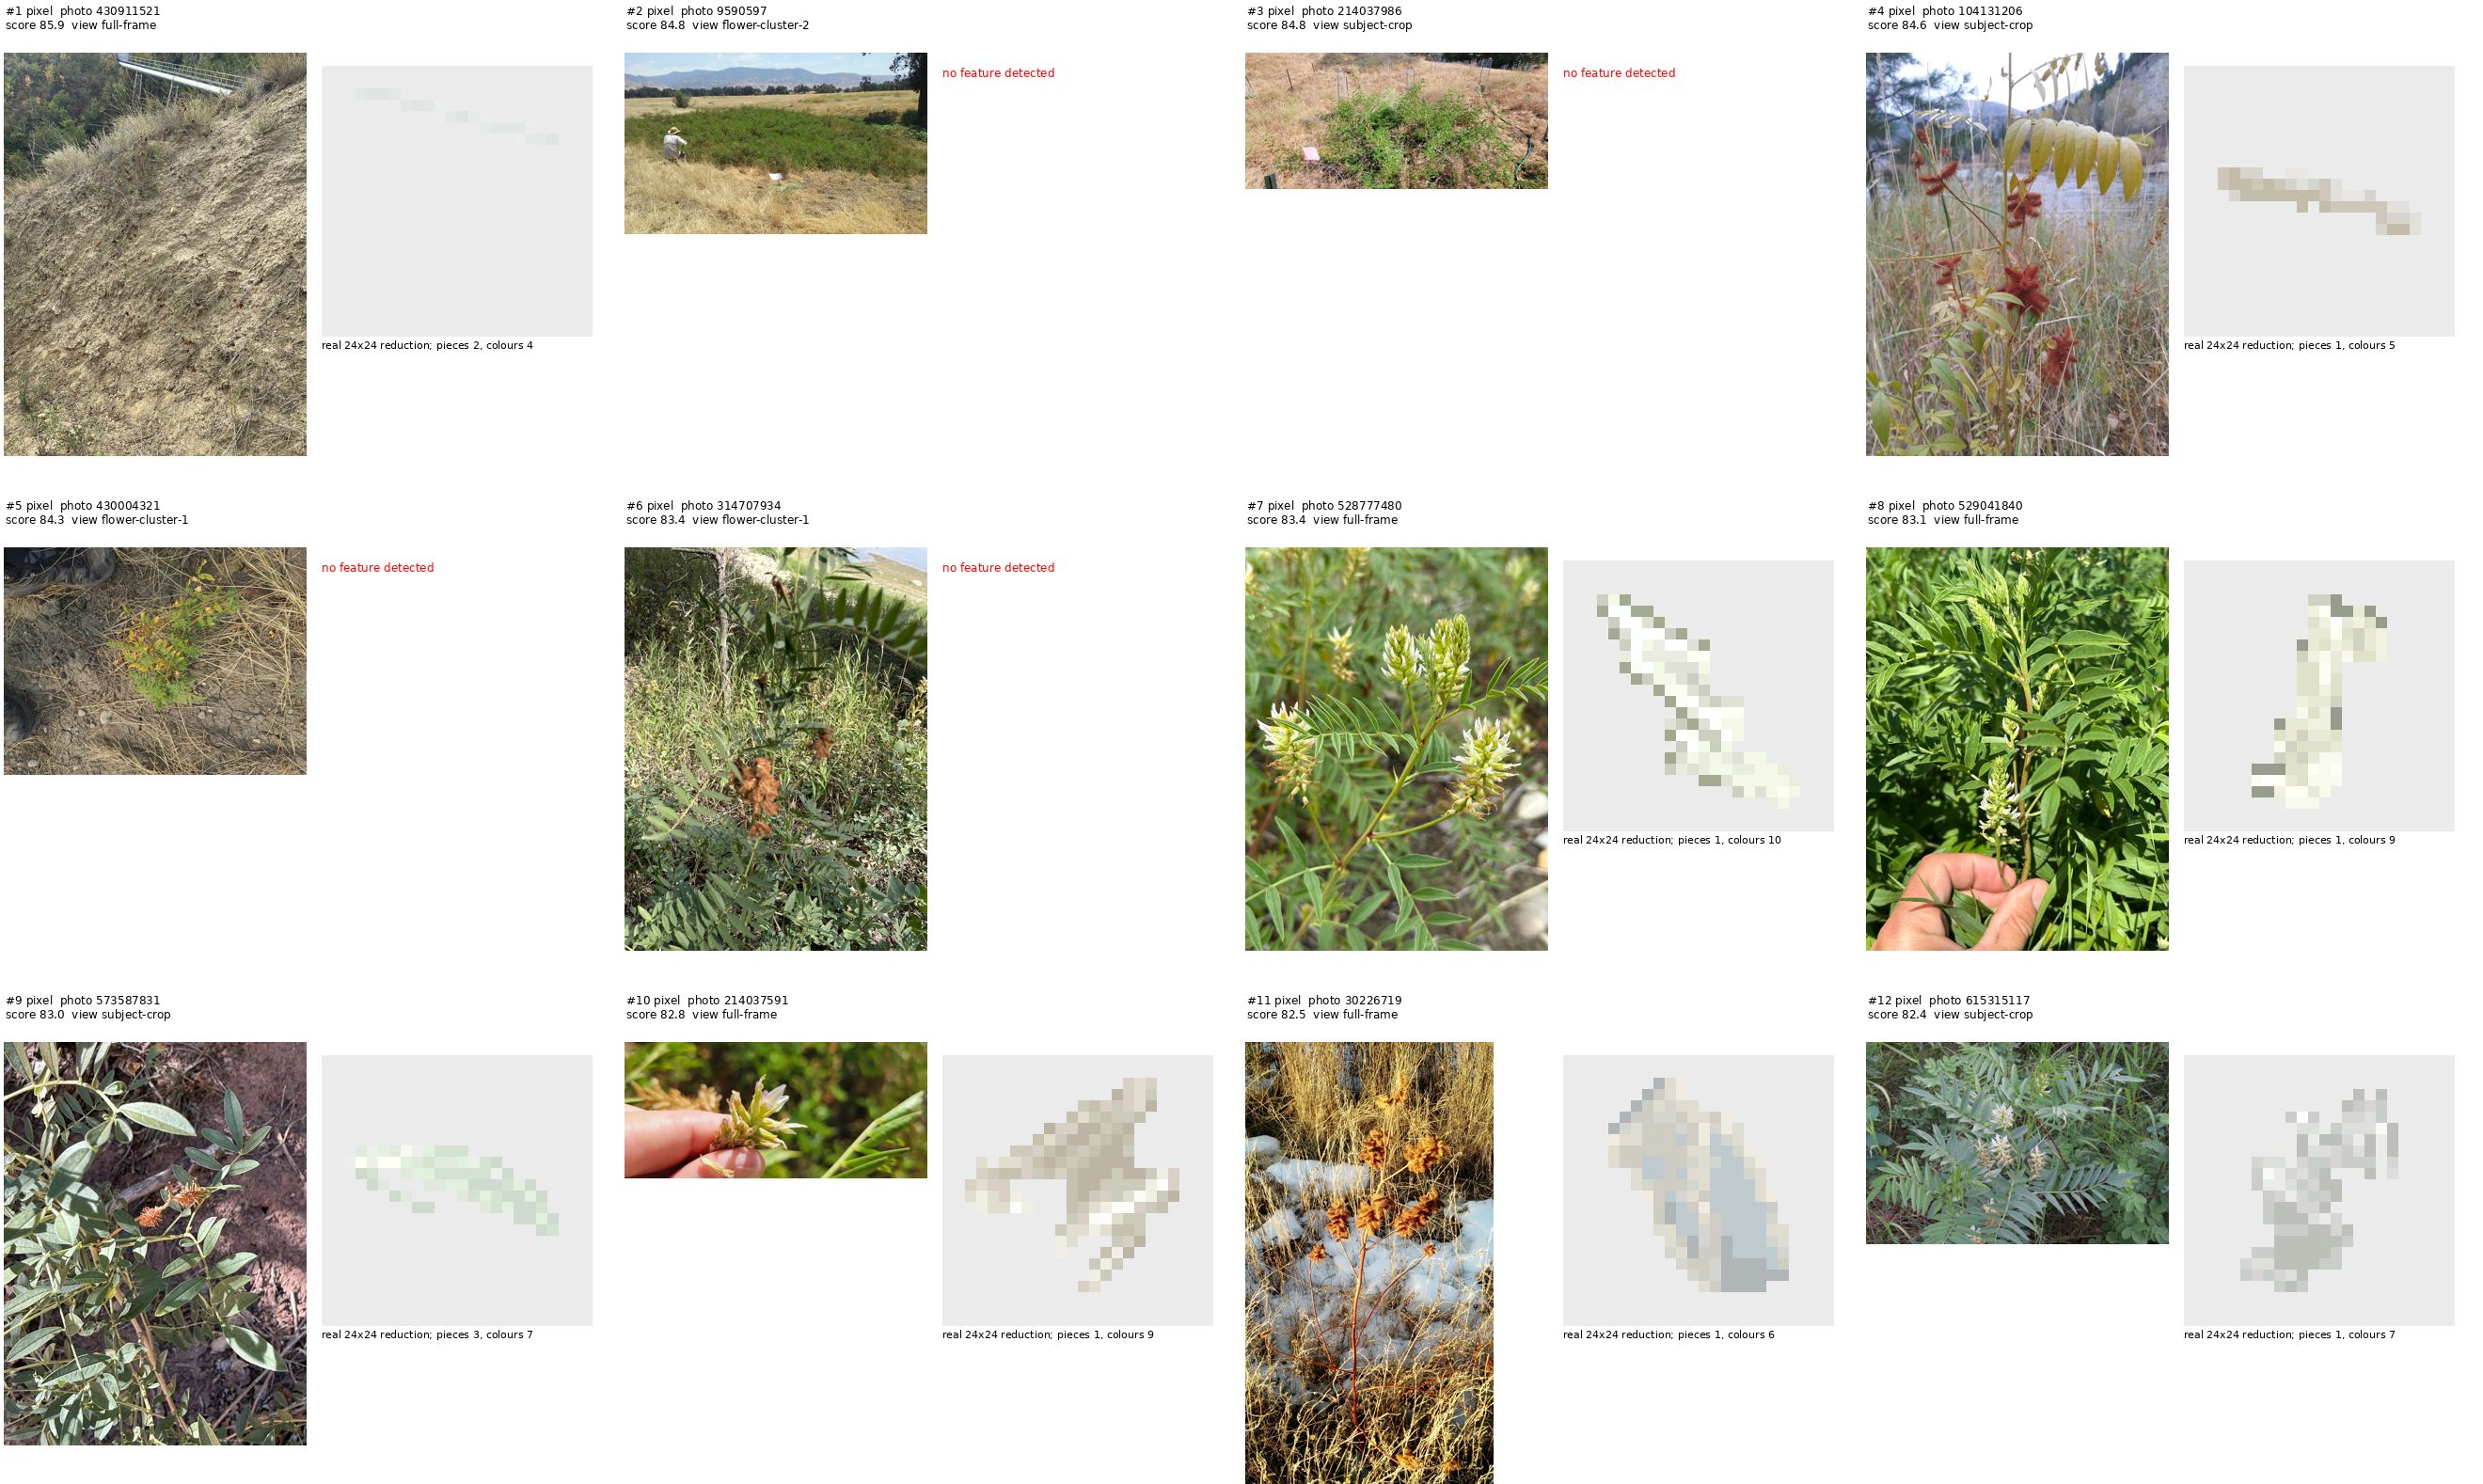 #1 pixel  photo 430911521
score 85.9  view full-frame
real 24x24 reduction; pieces 2, colours 4
#2 pixel  photo 9590597
score 84.8  view flower-cluster-2
no feature detected
#3 pixel  photo 214037986
score 84.8  view subject-crop
no feature detected
#4 pixel  photo 104131206
score 84.6  view subject-crop
real 24x24 reduction; pieces 1, colours 5
#5 pixel  photo 430004321
score 84.3  view flower-cluster-1
no feature detected
#6 pixel  photo 314707934
score 83.4  view flower-cluster-1
no feature detected
#7 pixel  photo 528777480
score 83.4  view full-frame
real 24x24 reduction; pieces 1, colours 10
#8 pixel  photo 529041840
score 83.1  view full-frame
real 24x24 reduction; pieces 1, colours 9
#9 pixel  photo 573587831
score 83.0  view subject-crop
real 24x24 reduction; pieces 3, colours 7
#10 pixel  photo 214037591
score 82.8  view full-frame
real 24x24 reduction; pieces 1, colours 9
#11 pixel  photo 30226719
score 82.5  view full-frame
real 24x24 reduction; pieces 1, colours 6
#12 pixel  photo 615315117
score 82.4  view subject-crop
real 24x24 reduction; pieces 1, colours 7